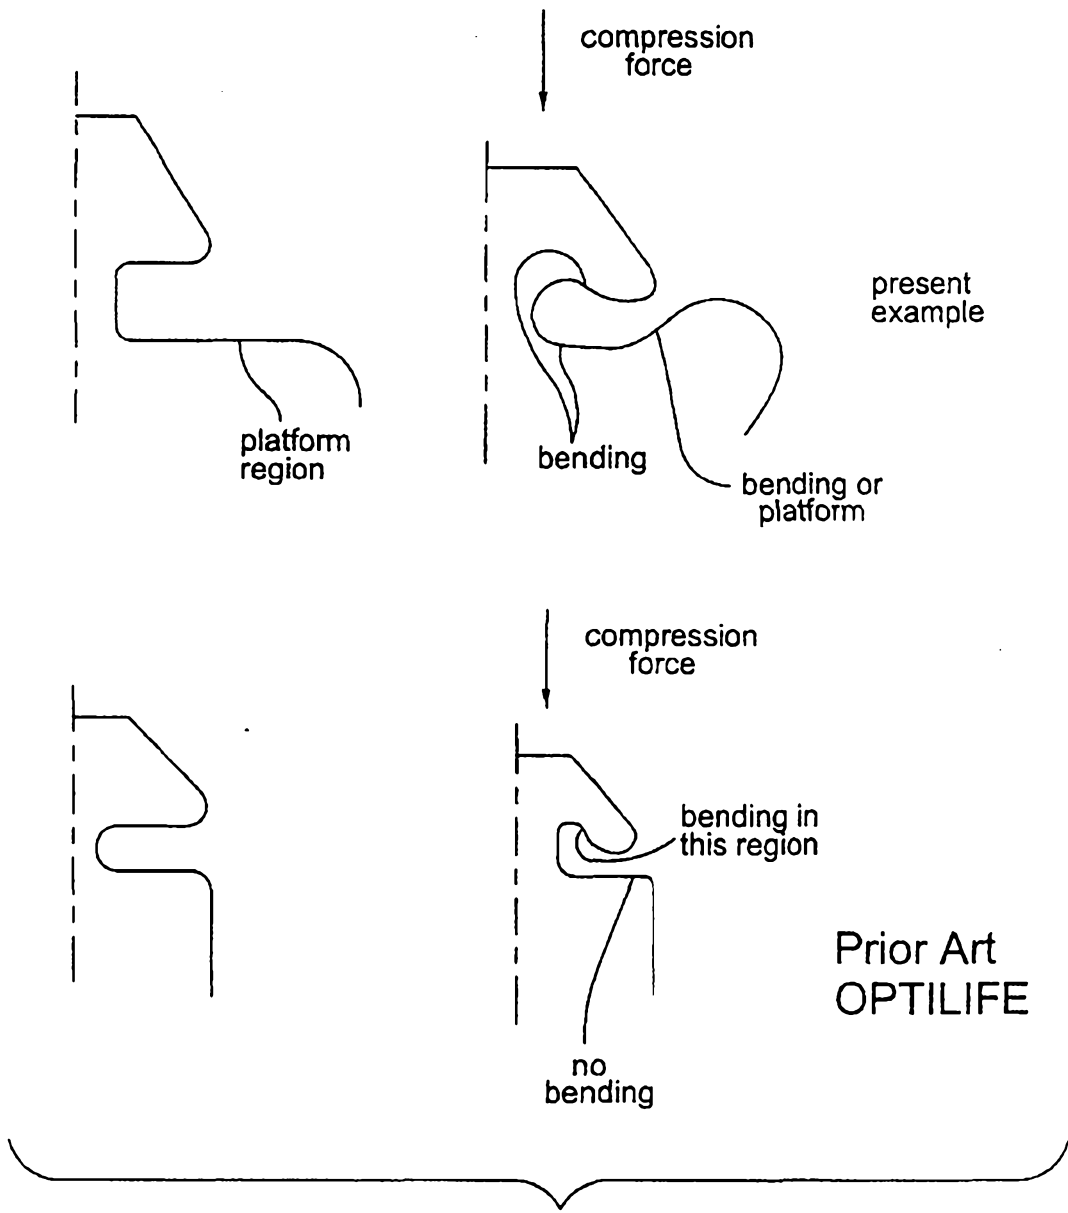 compression
force
present
example
platform
region
bending
bending or
platform
compression
force
bending in
this region
Prior Art
OPTILIFE
no
bending